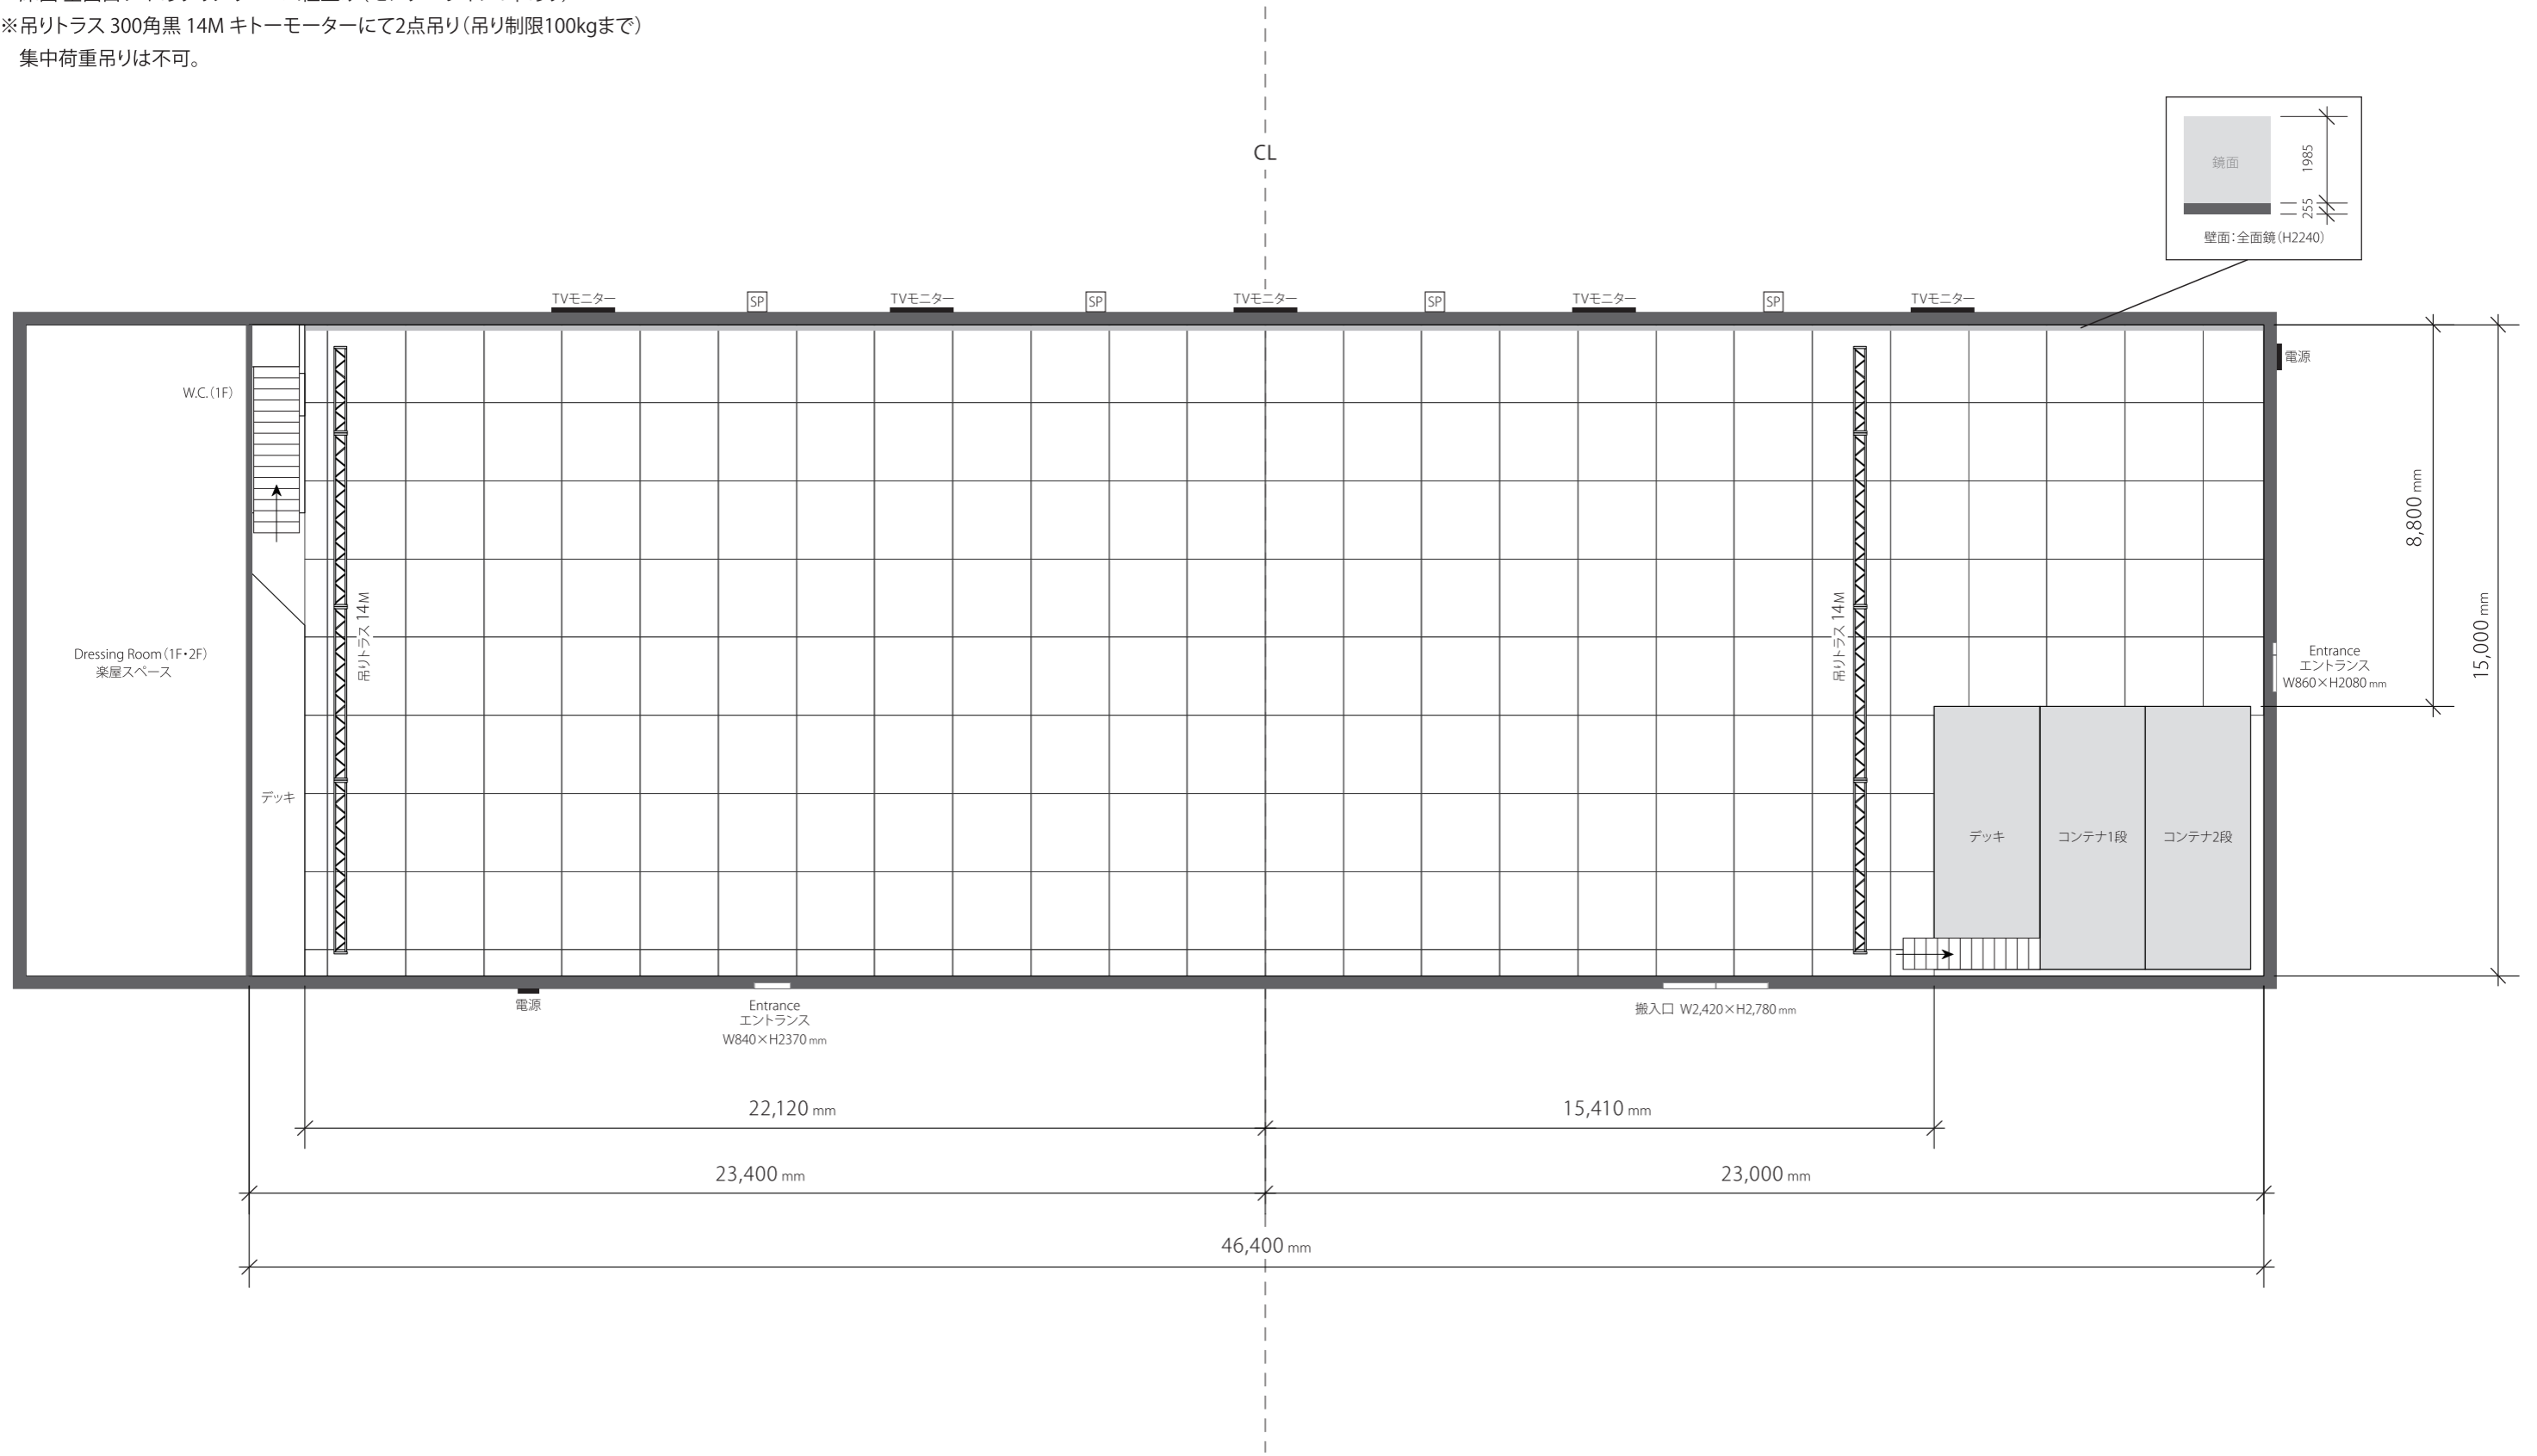 ※吊りトラス 300角黒 14M キトーモーターにて2点吊り(吊り制限100kgまで)
集中荷重吊りは不可。
CL
鏡面
1985
255
壁面：全面鏡(H2240)
TVモニター
SP
TVモニター
SP
TVモニター
SP
TVモニター
SP
TVモニター
電源
W.C.(1F)
8,800 mm
15,000 mm
吊りトラス 14M
吊りトラス 14M
Dressing Room(1F・2F)
楽屋スペース
Entrance
エントランス
W860×H2080 mm
デッキ
デッキ
コンテナ1段
コンテナ2段
電源
Entrance
エントランス
W840×H2370 mm
搬入口 W2,420×H2,780 mm
22,120 mm
15,410 mm
23,400 mm
23,000 mm
46,400 mm